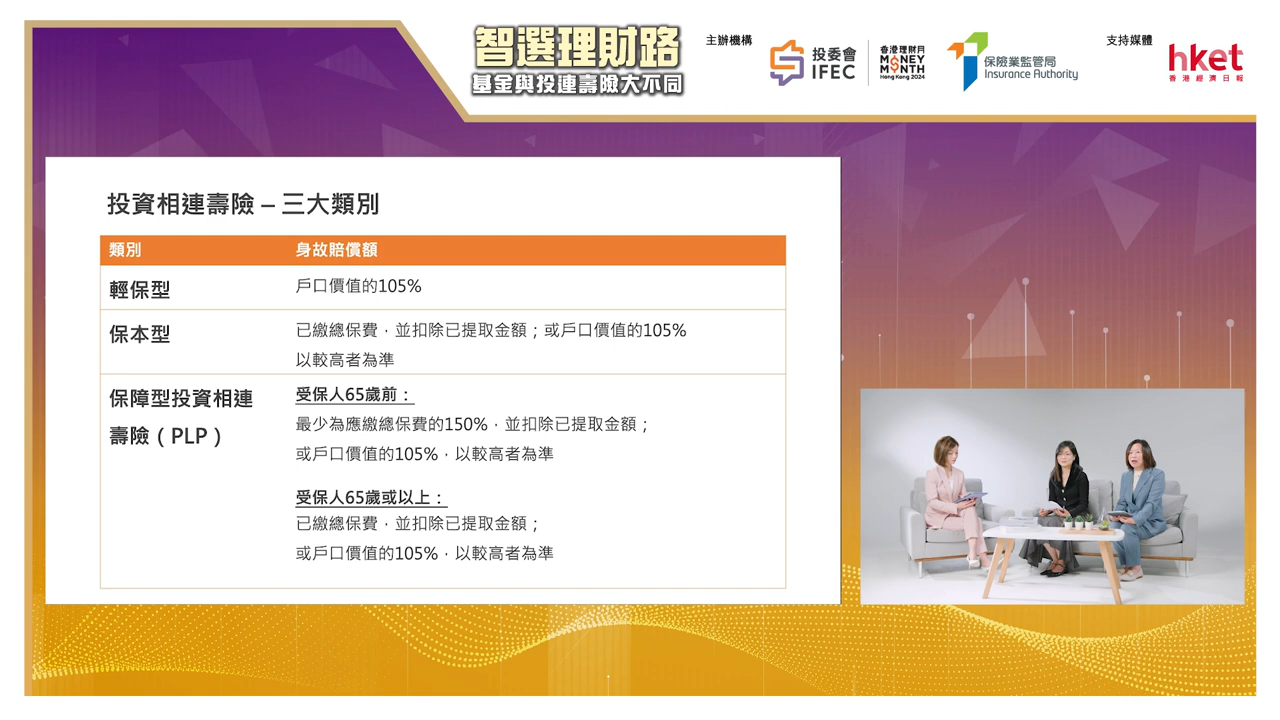 智選理財路
基金與投連壽險大不同
主辦機構
投委會
IFEC
香港理財月
MONEY
MONTH
Hong Kong 2024
保險業監管局
Insurance Authority
支持媒體
hket
香港經濟日報
投資相連壽險 – 三大類別
類別 身故賠償額
輕保型 戶口價值的105%
保本型 已繳總保費，並扣除已提取金額；或戶口價值的105%
以較高者為準
保障型投資相連
壽險（PLP）
受保人65歲前：
最少為應繳總保費的150%，並扣除已提取金額；
或戶口價值的105%，以較高者為準
受保人65歲或以上：
已繳總保費，並扣除已提取金額；
或戶口價值的105%，以較高者為準